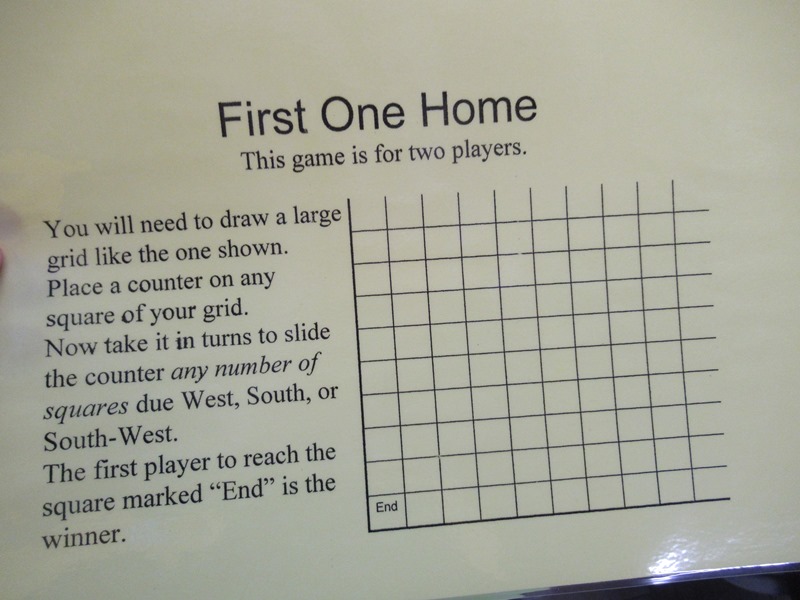 First One Home
This game is for two players.
You will need to draw a large
grid like the one shown.
Place a counter on any
square of your grid.
Now take it in turns to slide
the counter any number of
squares due West, South, or
South-West.
The first player to reach the
square marked “End” is the
winner.
End